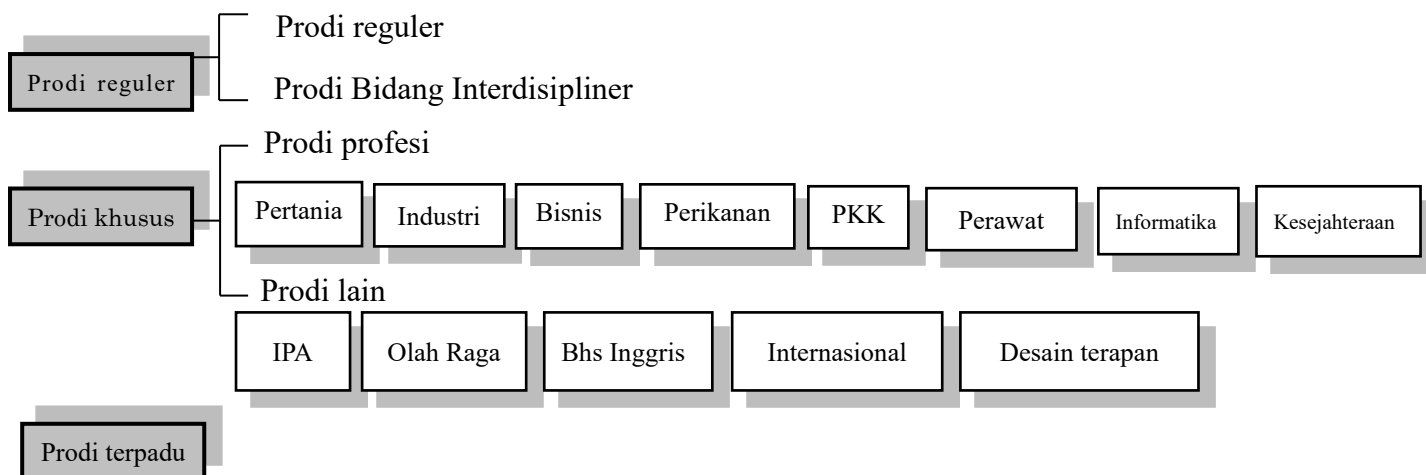 Prodi reguler
Prodi reguler
Prodi Bidang Interdisipliner
Prodi khusus
Prodi profesi
Pertania
Industri
Bisnis
Perikanan
PKK
Perawat
Informatika
Kesejahteraan
Prodi lain
IPA
Olah Raga
Bhs Inggris
Internasional
Desain terapan
Prodi terpadu